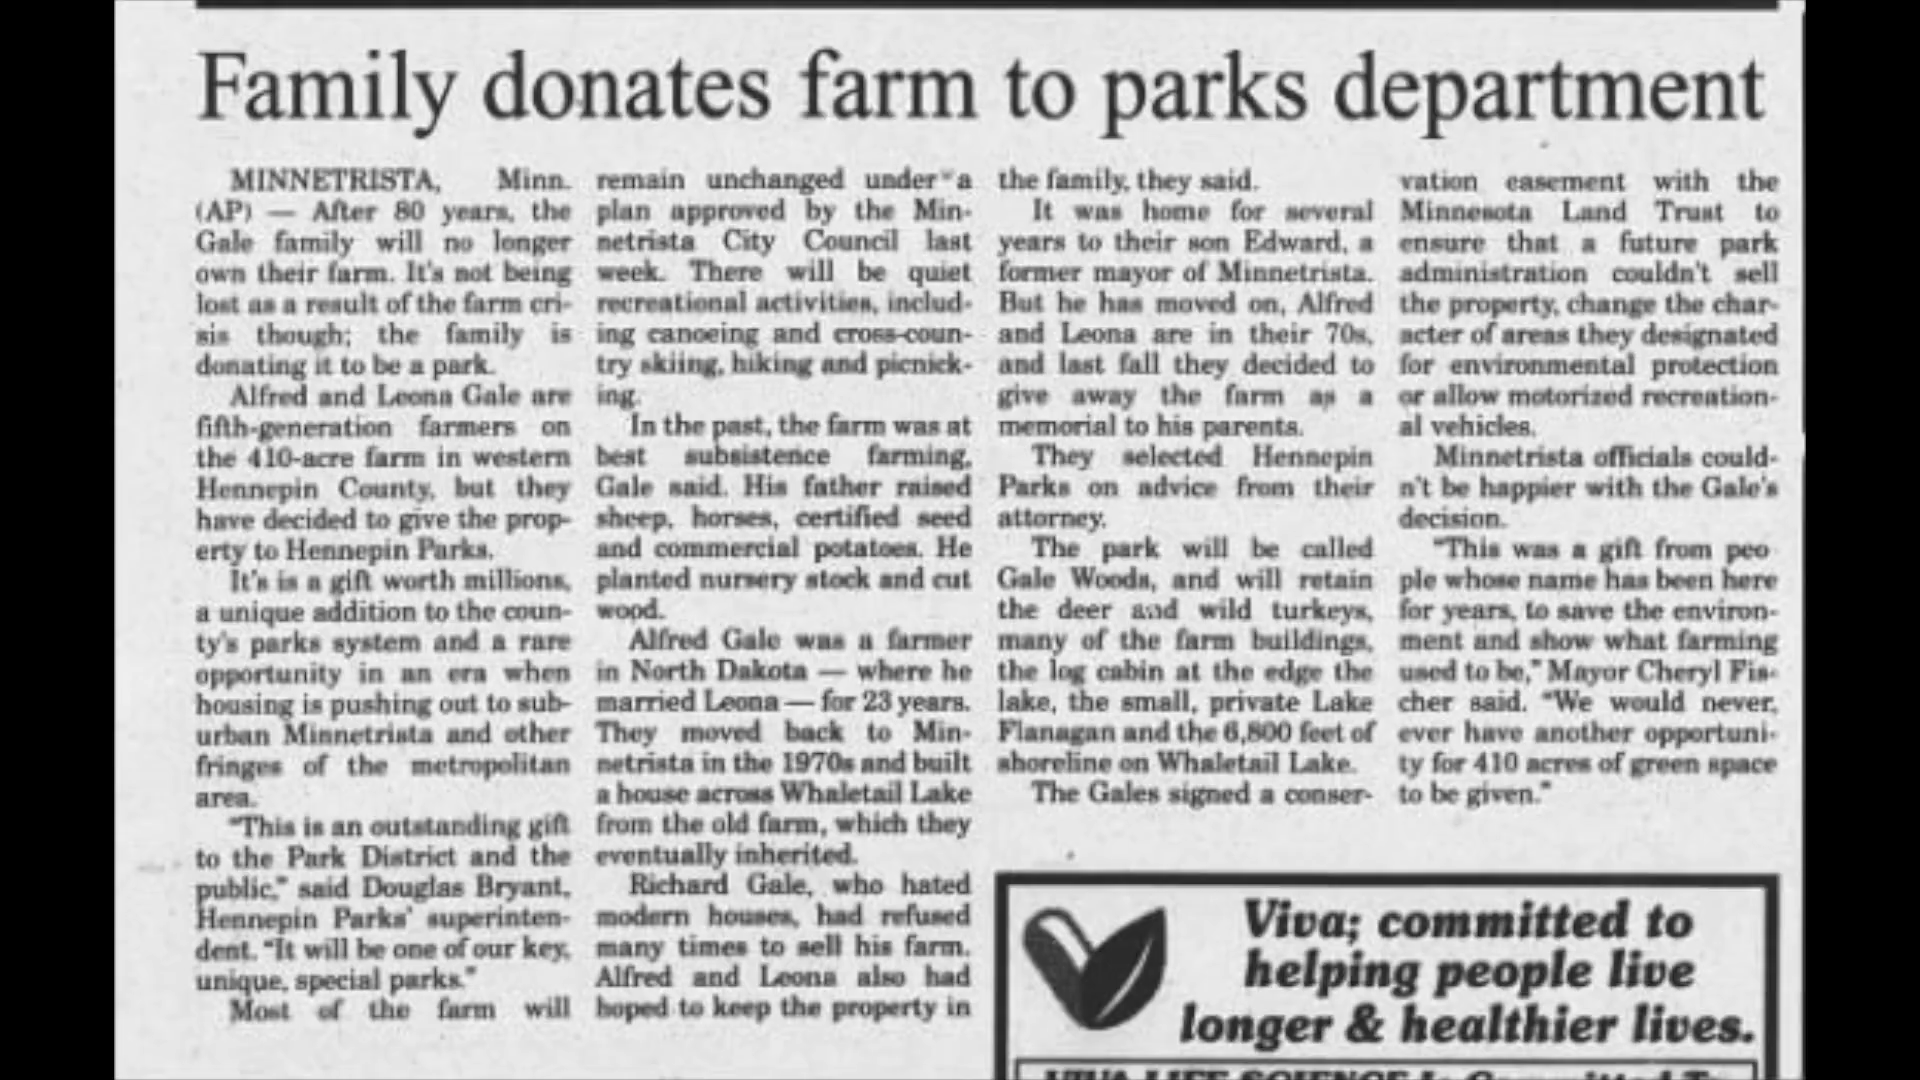 Family donates farm to parks department
MINNETRISTA, Minn.
(AP) — After 80 years, the
Gale family will no longer
own their farm. It's not being
lost as a result of the farm cri-
sis though; the family is
donating it to be a park.
Alfred and Leona Gale are
fifth-generation farmers on
the 410-acre farm in western
Hennepin County, but they
have decided to give the prop-
erty to Hennepin Parks.
It's is a gift worth millions,
a unique addition to the coun-
ty's parks system and a rare
opportunity in an era when
housing is pushing out to sub-
urban Minnetrista and other
fringes of the metropolitan
area.
"This is an outstanding gift
to the Park District and the
public," said Douglas Bryant,
Hennepin Parks' superinten-
dent. "It will be one of our key,
unique, special parks."
Most of the farm will
remain unchanged under a
plan approved by the Min-
netrista City Council last
week. There will be quiet
recreational activities, includ-
ing canoeing and cross-coun-
try skiing, hiking and picnick-
ing.
In the past, the farm was at
best subsistence farming,
Gale said. His father raised
sheep, horses, certified seed
and commercial potatoes. He
planted nursery stock and cut
wood.
Alfred Gale was a farmer
in North Dakota — where he
married Leona — for 23 years.
They moved back to Min-
netrista in the 1970s and built
a house across Whaletail Lake
from the old farm, which they
eventually inherited.
Richard Gale, who hated
modern houses, had refused
many times to sell his farm.
Alfred and Leona also had
hoped to keep the property in
the family, they said.
It was home for several
years to their son Edward, a
former mayor of Minnetrista.
But he has moved on, Alfred
and Leona are in their 70s,
and last fall they decided to
give away the farm as a
memorial to his parents.
They selected Hennepin
Parks on advice from their
attorney.
The park will be called
Gale Woods, and will retain
the deer and wild turkeys,
many of the farm buildings,
the log cabin at the edge the
lake, the small, private Lake
Flanagan and the 6,800 feet of
shoreline on Whaletail Lake.
The Gales signed a conser-
vation easement with the
Minnesota Land Trust to
ensure that a future park
administration couldn't sell
the property, change the char-
acter of areas they designated
for environmental protection
or allow motorized recreation-
al vehicles.
Minnetrista officials could-
n't be happier with the Gale's
decision.
"This was a gift from peo
ple whose name has been here
for years, to save the environ-
ment and show what farming
used to be," Mayor Cheryl Fis-
cher said. "We would never,
ever have another opportuni-
ty for 410 acres of green space
to be given."
Viva; committed to
helping people live
longer & healthier lives.
VIVA LIFE SCIENCE Is Committed To